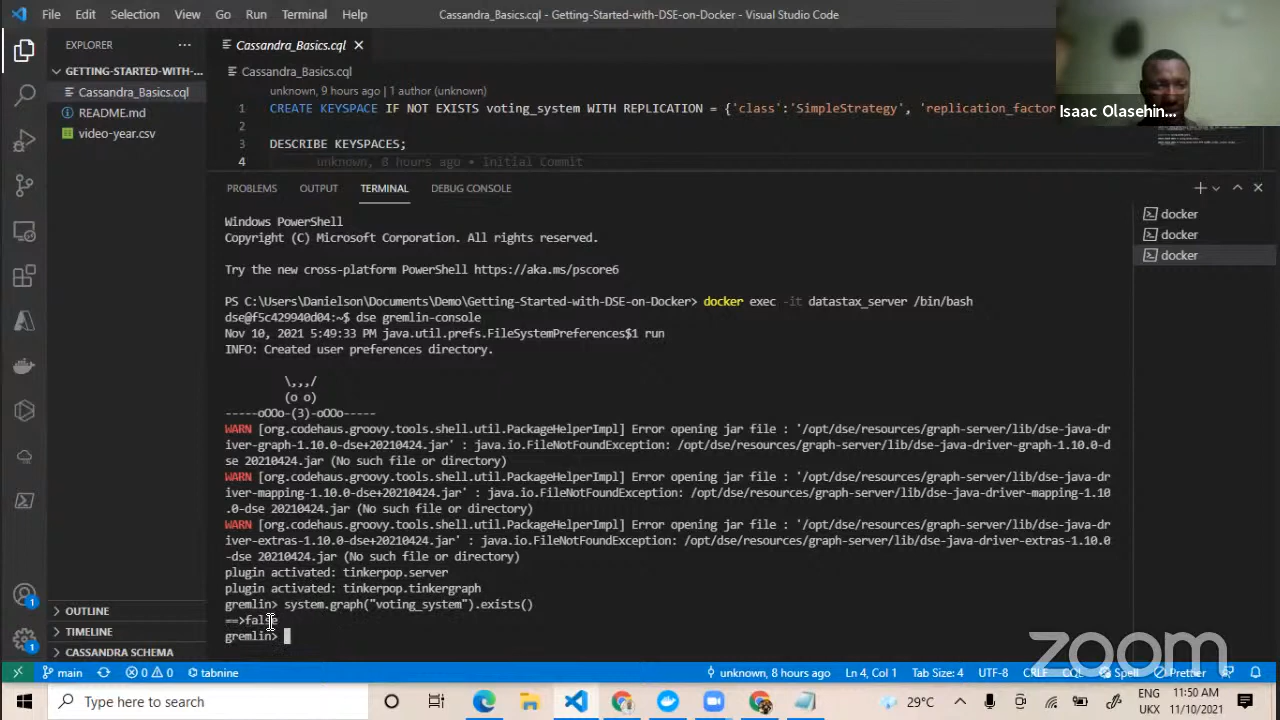 File Edit Selection View Go Run Terminal Help
Cassandra_Basics.cql - Getting-Started-with-DSE-on-Docker - Visual Studio Code
Isaac Olasehin...
EXPLORER
GETTING-STARTED-WITH-...
Cassandra_Basics.cql
README.md
video-year.csv
Cassandra_Basics.cql
Cassandra_Basics.cql
unknown, 9 hours ago | 1 author (unknown)
1 CREATE KEYSPACE IF NOT EXISTS voting_system WITH REPLICATION = {'class':'SimpleStrategy', 'replication_facto
2
3 DESCRIBE KEYSPACES;
4 unknown, 8 hours ago • Initial Commit
PROBLEMS OUTPUT TERMINAL DEBUG CONSOLE
docker
docker
docker
Windows PowerShell
Copyright (C) Microsoft Corporation. All rights reserved.
Try the new cross-platform PowerShell https://aka.ms/pscore6
PS C:\Users\Danielson\Documents\Demo\Getting-Started-with-DSE-on-Docker> docker exec -it datastax_server /bin/bash
dse@f5c429940d04:~$ dse gremlin-console
Nov 10, 2021 5:49:33 PM java.util.prefs.FileSystemPreferences$1 run
INFO: Created user preferences directory.
\,,,/
(o o)
-----oOOo-(3)-oOOo-----
WARN [org.codehaus.groovy.tools.shell.util.PackageHelperImpl] Error opening jar file : '/opt/dse/resources/graph-server/lib/dse-java-dr
iver-graph-1.10.0-dse+20210424.jar' : java.io.FileNotFoundException: /opt/dse/resources/graph-server/lib/dse-java-driver-graph-1.10.0-d
se 20210424.jar (No such file or directory)
WARN [org.codehaus.groovy.tools.shell.util.PackageHelperImpl] Error opening jar file : '/opt/dse/resources/graph-server/lib/dse-java-dr
iver-mapping-1.10.0-dse+20210424.jar' : java.io.FileNotFoundException: /opt/dse/resources/graph-server/lib/dse-java-driver-mapping-1.10
.0-dse 20210424.jar (No such file or directory)
WARN [org.codehaus.groovy.tools.shell.util.PackageHelperImpl] Error opening jar file : '/opt/dse/resources/graph-server/lib/dse-java-dr
iver-extras-1.10.0-dse+20210424.jar' : java.io.FileNotFoundException: /opt/dse/resources/graph-server/lib/dse-java-driver-extras-1.10.0
-dse 20210424.jar (No such file or directory)
plugin activated: tinkerpop.server
plugin activated: tinkerpop.tinkergraph
gremlin> system.graph("voting_system").exists()
==>false
gremlin>
OUTLINE
TIMELINE
CASSANDRA SCHEMA
zoom
1
1
main 0 0 tabnine
unknown, 8 hours ago Ln 4, Col 1 Tab Size: 4 UTF-8 CRLF CQL Spell Prettier
Type here to search
29°C
ENG
UKX
11:50 AM
11/10/2021